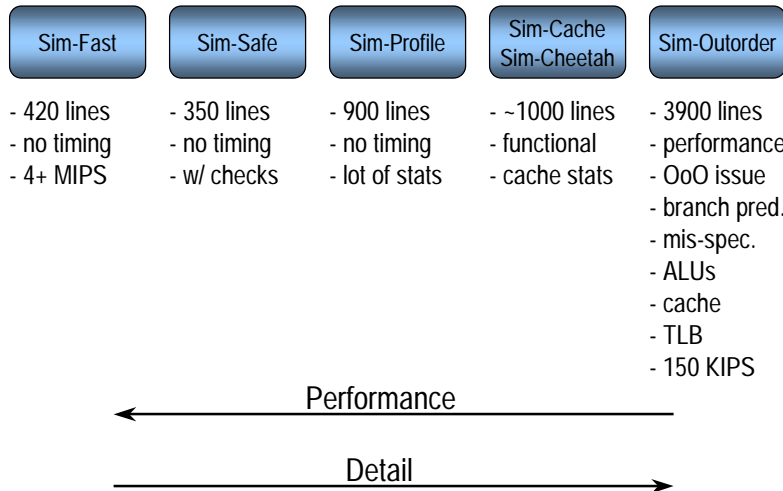 Sim-Fast
- 420 lines
- no timing
- 4+ MIPS
Sim-Safe
- 350 lines
- no timing
- w/ checks
Sim-Profile
- 900 lines
- no timing
- lot of stats
Sim-Cache
Sim-Cheetah
- ~1000 lines
- functional
- cache stats
Sim-Outorder
- 3900 lines
- performance
- OoO issue
- branch pred.
- mis-spec.
- ALUs
- cache
- TLB
- 150 KIPS
Performance
Detail